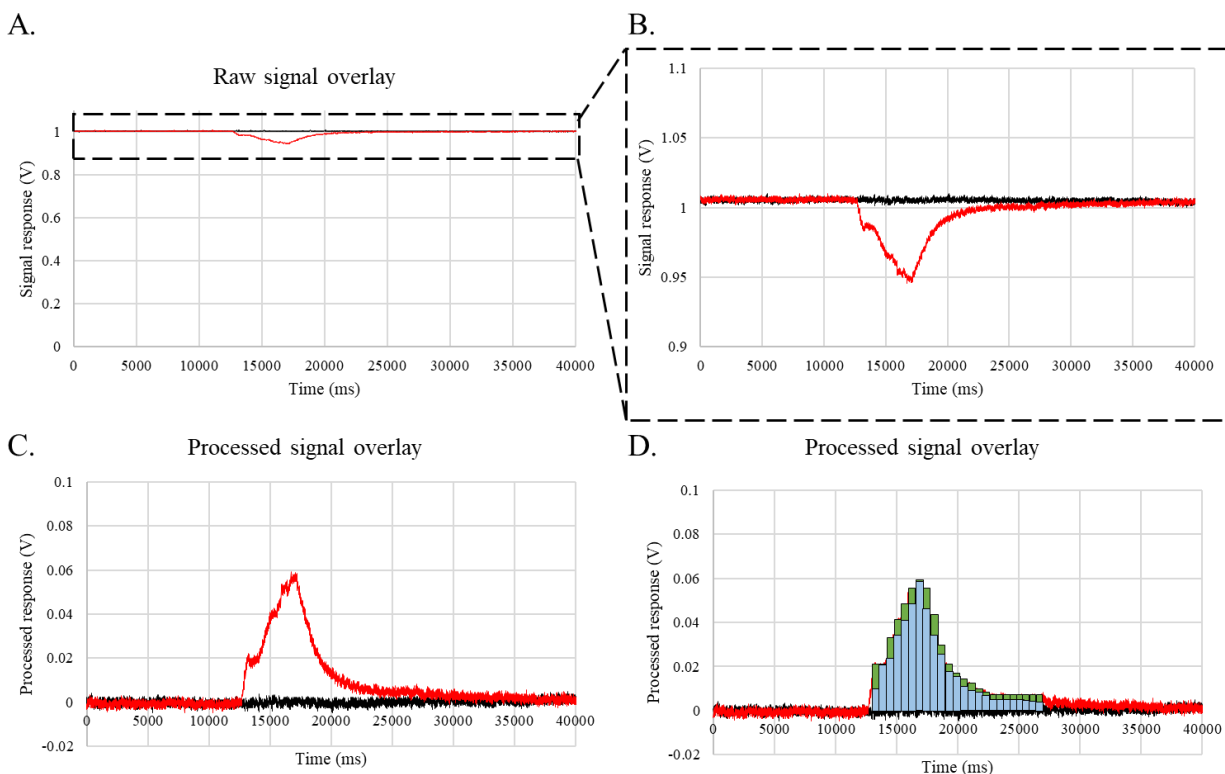 A.
Raw signal overlay
Signal response (V)
1
0.8
0.6
0.4
0.2
0
0 5000 10000 15000 20000 25000 30000 35000 40000
Time (ms)
B.
Signal response (V)
1.1
1.05
1
0.95
0.9
0 5000 10000 15000 20000 25000 30000 35000 40000
Time (ms)
C.
Processed signal overlay
Processed response (V)
0.1
0.08
0.06
0.04
0.02
0
-0.02
0 5000 10000 15000 20000 25000 30000 35000 40000
Time (ms)
D.
Processed signal overlay
Processed response (V)
0.1
0.08
0.06
0.04
0.02
0
-0.02
0 5000 10000 15000 20000 25000 30000 35000 40000
Time (ms)